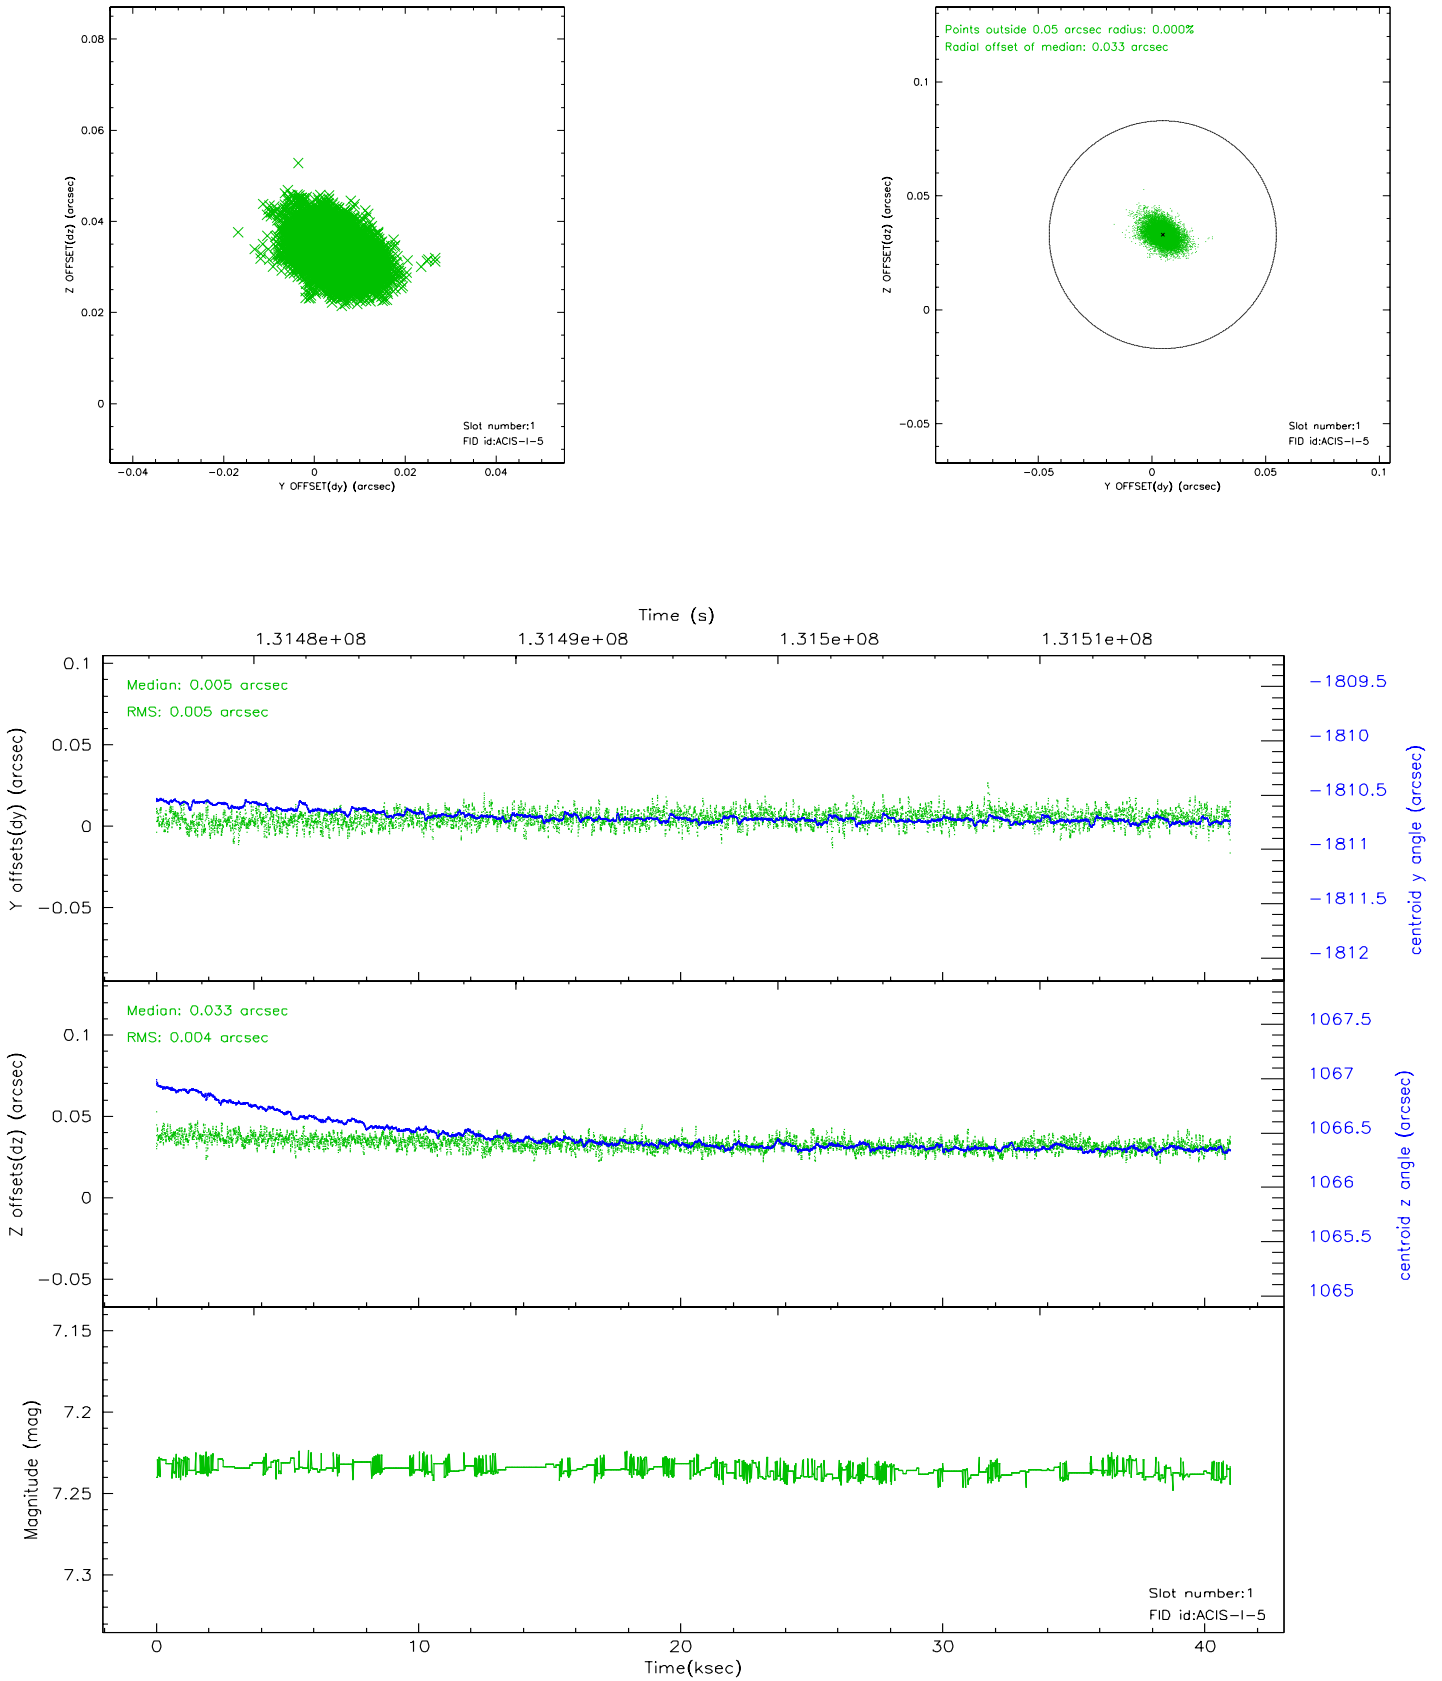 0.08
0.06
0.04
0.02
0
Z OFFSET(dz) (arcsec)
Slot number:1
FID id:ACIS-I-5
-0.04 -0.02 0 0.02 0.04
Y OFFSET(dy) (arcsec)
Points outside 0.05 arcsec radius: 0.000%
Radial offset of median: 0.033 arcsec
0.1
0.05
0
-0.05
Z OFFSET(dz) (arcsec)
Slot number:1
FID id:ACIS-I-5
-0.05 0 0.05 0.1
Y OFFSET(dy) (arcsec)
Time (s)
1.3148e+08 1.3149e+08 1.315e+08 1.3151e+08
0.1
0.05
0
-0.05
Y offsets(dy) (arcsec)
Median: 0.005 arcsec
RMS: 0.005 arcsec
-1809.5
-1810
-1810.5
-1811
-1811.5
-1812
centroid y angle (arcsec)
0.1
0.05
0
-0.05
Z offsets(dz) (arcsec)
Median: 0.033 arcsec
RMS: 0.004 arcsec
1067.5
1067
1066.5
1066
1065.5
1065
centroid z angle (arcsec)
7.15
7.2
7.25
7.3
Magnitude (mag)
Slot number:1
FID id:ACIS-I-5
0 10 20 30 40
Time(ksec)